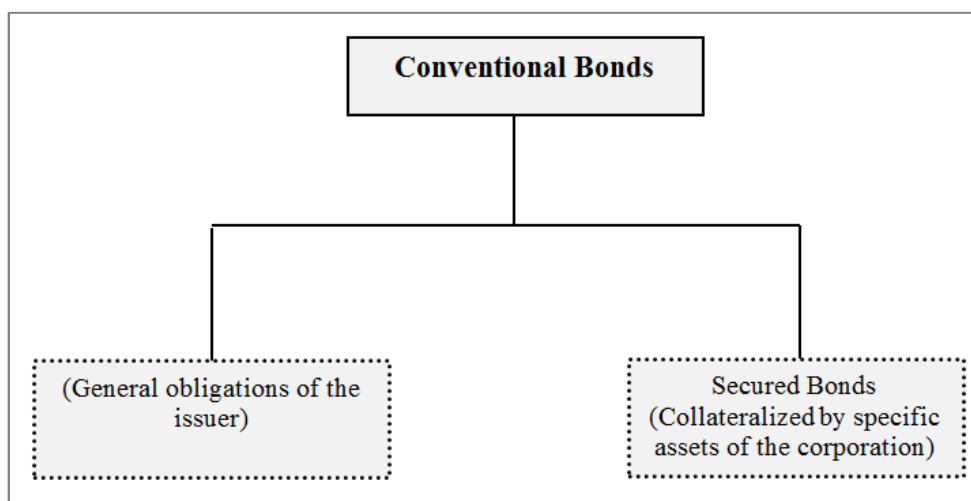 Conventional Bonds
(General obligations of the
issuer)
Secured Bonds
(Collateralized by specific
assets of the corporation)